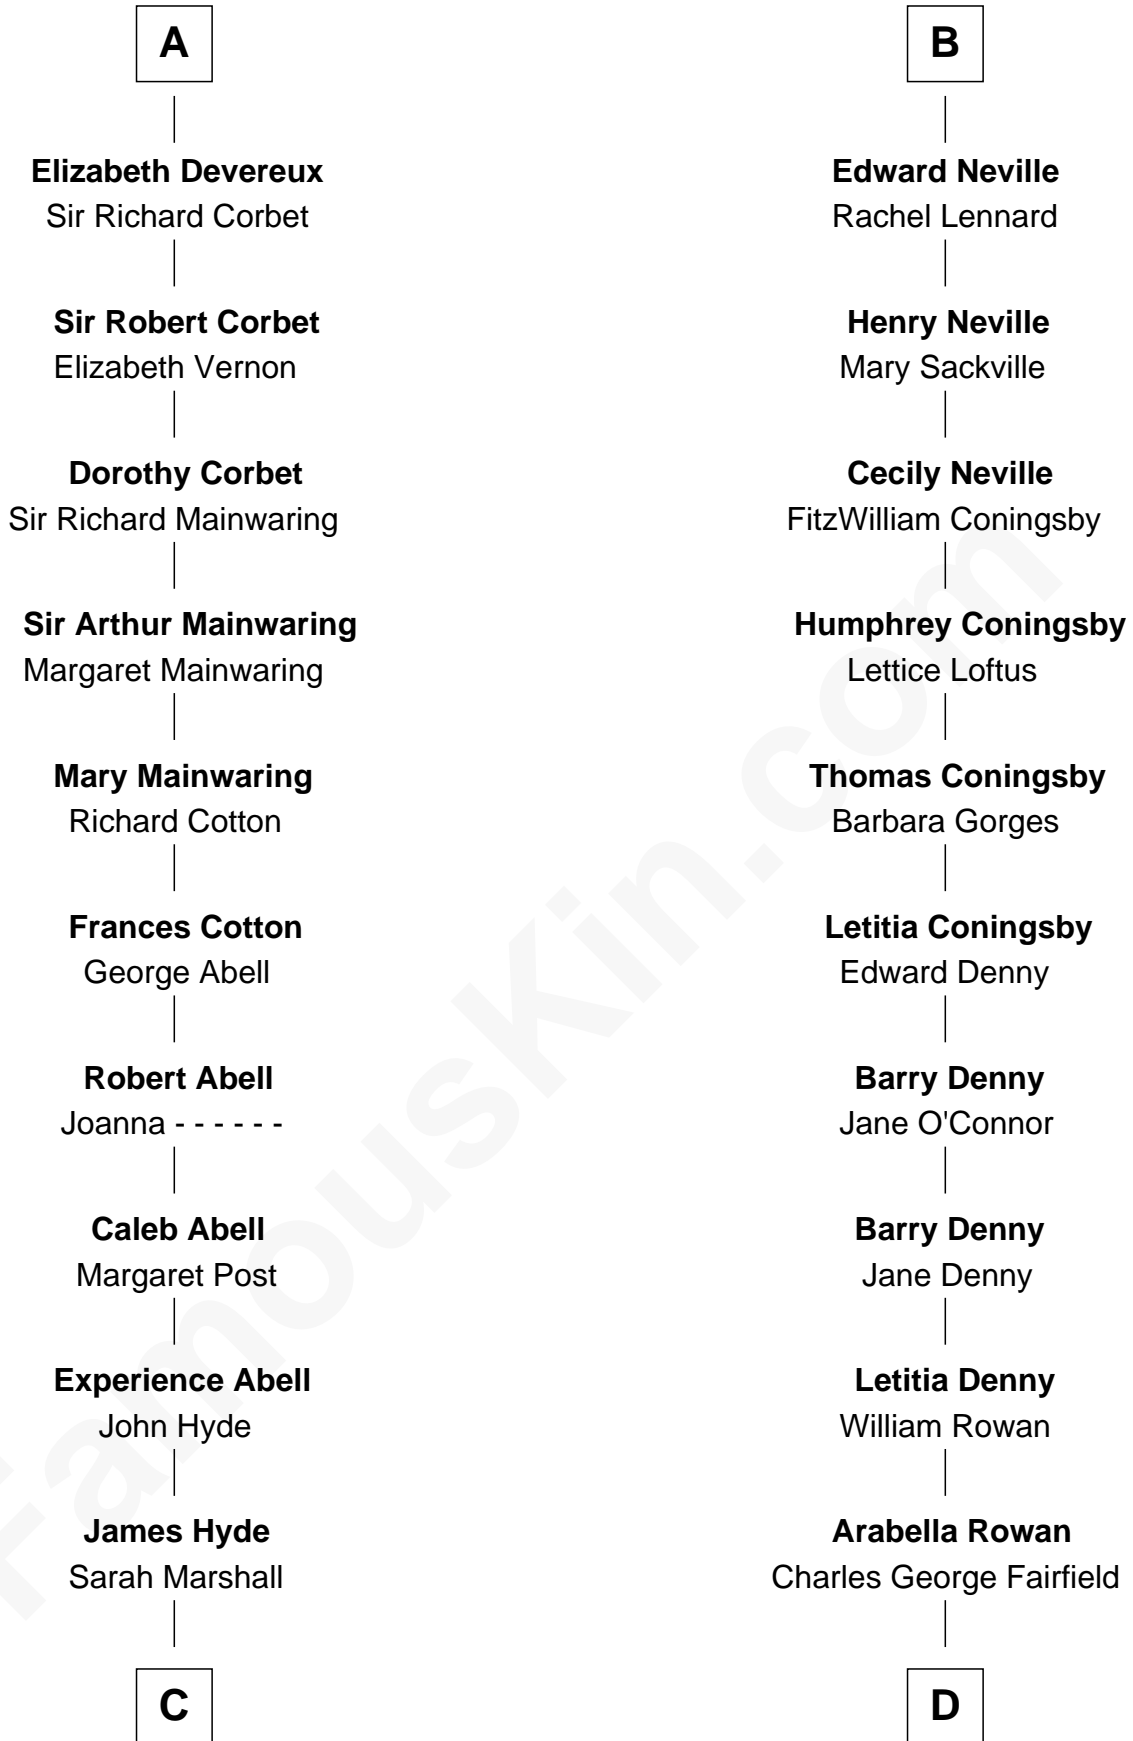 A
Elizabeth Devereux
Sir Richard Corbet
Sir Robert Corbet
Elizabeth Vernon
Dorothy Corbet
Sir Richard Mainwaring
Sir Arthur Mainwaring
Margaret Mainwaring
Mary Mainwaring
Richard Cotton
Frances Cotton
George Abell
Robert Abell
Joanna - - - - - -
Caleb Abell
Margaret Post
Experience Abell
John Hyde
James Hyde
Sarah Marshall
C
B
Edward Neville
Rachel Lennard
Henry Neville
Mary Sackville
Cecily Neville
FitzWilliam Coningsby
Humphrey Coningsby
Lettice Loftus
Thomas Coningsby
Barbara Gorges
Letitia Coningsby
Edward Denny
Barry Denny
Jane O'Connor
Barry Denny
Jane Denny
Letitia Denny
William Rowan
Arabella Rowan
Charles George Fairfield
D
FamousKin.com